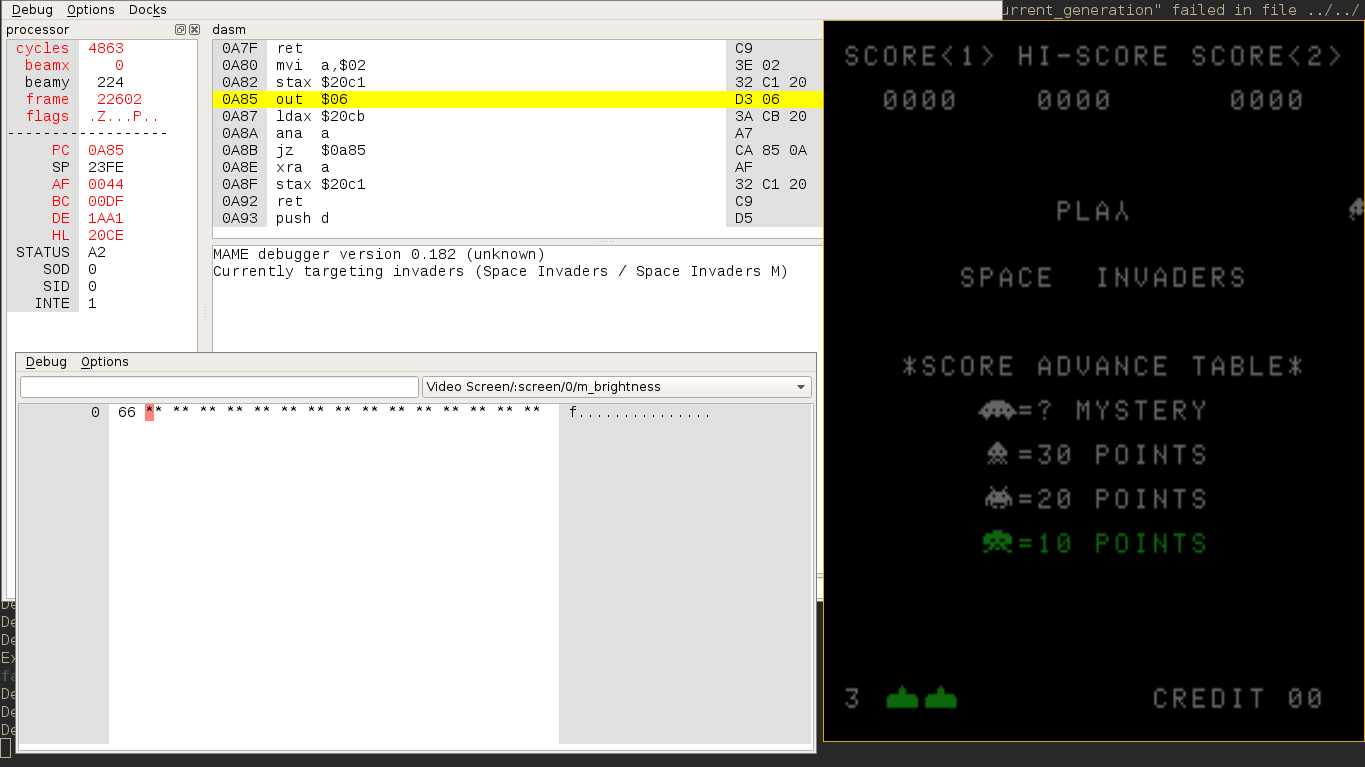 Debug Options Docks
urrent_generation" failed in file ../../
processor
cycles 4863
beamx 0
beamy 224
frame 22602
flags .Z...P..
------------------
PC 0A85
SP 23FE
AF 0044
BC 00DF
DE 1AA1
HL 20CE
STATUS A2
SOD 0
SID 0
INTE 1
dasm
0A7F ret C9
0A80 mvi a,$02 3E 02
0A82 stax $20c1 32 C1 20
0A85 out $06 D3 06
0A87 ldax $20cb 3A CB 20
0A8A ana a A7
0A8B jz $0a85 CA 85 0A
0A8E xra a AF
0A8F stax $20c1 32 C1 20
0A92 ret C9
0A93 push d D5
MAME debugger version 0.182 (unknown)
Currently targeting invaders (Space Invaders / Space Invaders M)
Debug Options
Video Screen/:screen/0/m_brightness
0 66 ** ** ** ** ** ** ** ** ** ** ** ** ** ** ** f...............
De
De
De
Ex
fa
De
De
De
SCORE<1> HI-SCORE SCORE<2>
0000 0000 0000
PLAY
SPACE INVADERS
*SCORE ADVANCE TABLE*
=? MYSTERY
=30 POINTS
=20 POINTS
=10 POINTS
3 CREDIT 00